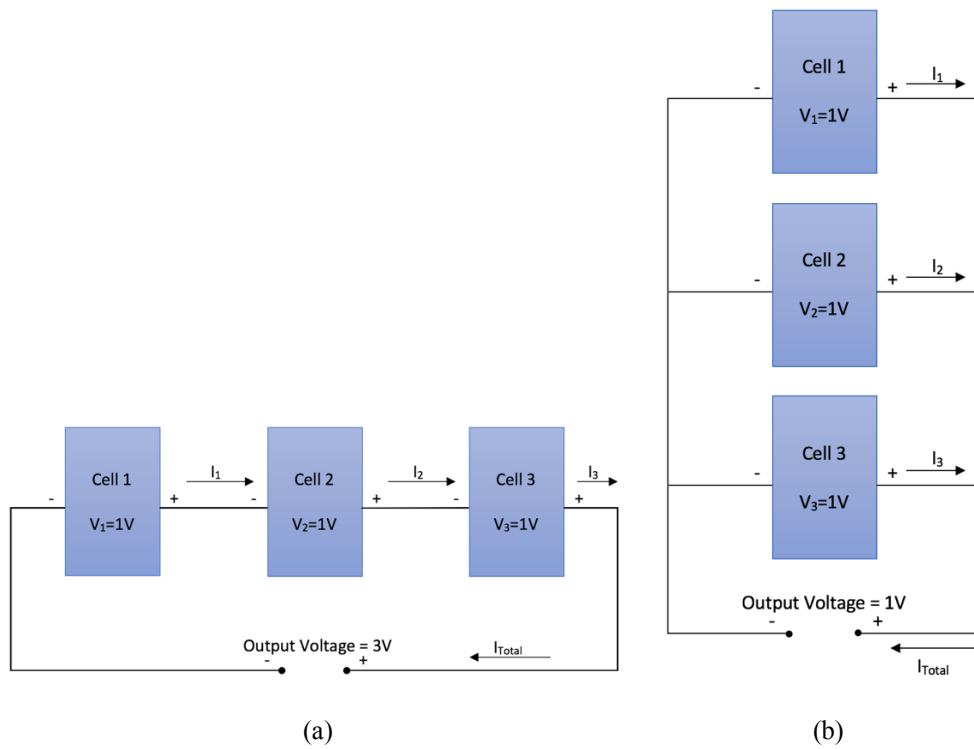 Cell 1
V₁=1V
- +
I₁
Cell 2
V₂=1V
- +
I₂
Cell 3
V₃=1V
- +
I₃
Output Voltage = 3V
- +
I_Total
(a)
Cell 1
V₁=1V
- +
I₁
Cell 2
V₂=1V
- +
I₂
Cell 3
V₃=1V
- +
I₃
Output Voltage = 1V
- +
I_Total
(b)